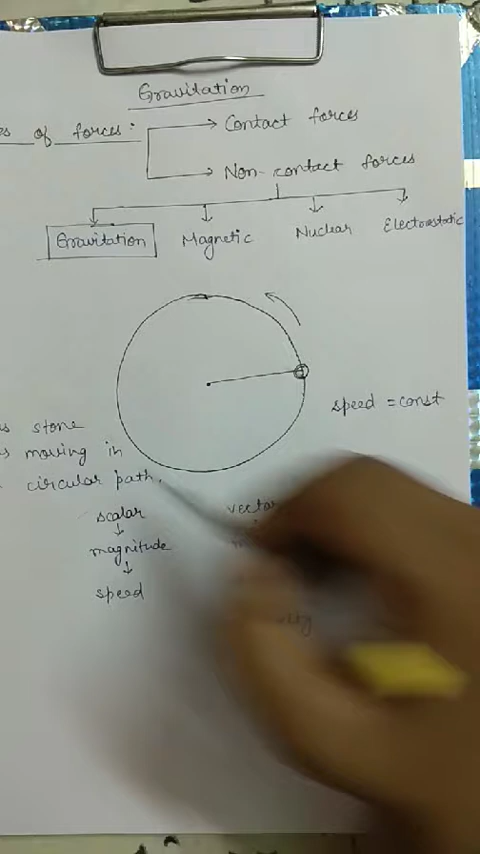 Gravitation
of forces:
Contact forces
Non-contact forces
Gravitation Magnetic Nuclear Electrostatic
speed = const
stone
moving in
circular path.
scalar vector
magnitude
speed